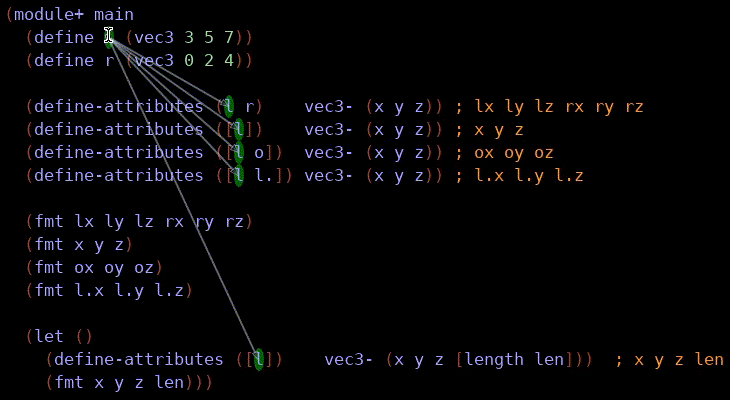 (module+ main
(define l (vec3 3 5 7))
(define r (vec3 0 2 4))
(define-attributes (l r) vec3- (x y z)) ; lx ly lz rx ry rz
(define-attributes ([l]) vec3- (x y z)) ; x y z
(define-attributes ([l o]) vec3- (x y z)) ; ox oy oz
(define-attributes ([l l.]) vec3- (x y z)) ; l.x l.y l.z
(fmt lx ly lz rx ry rz)
(fmt x y z)
(fmt ox oy oz)
(fmt l.x l.y l.z)
(let ()
(define-attributes ([l]) vec3- (x y z [length len])) ; x y z len
(fmt x y z len)))